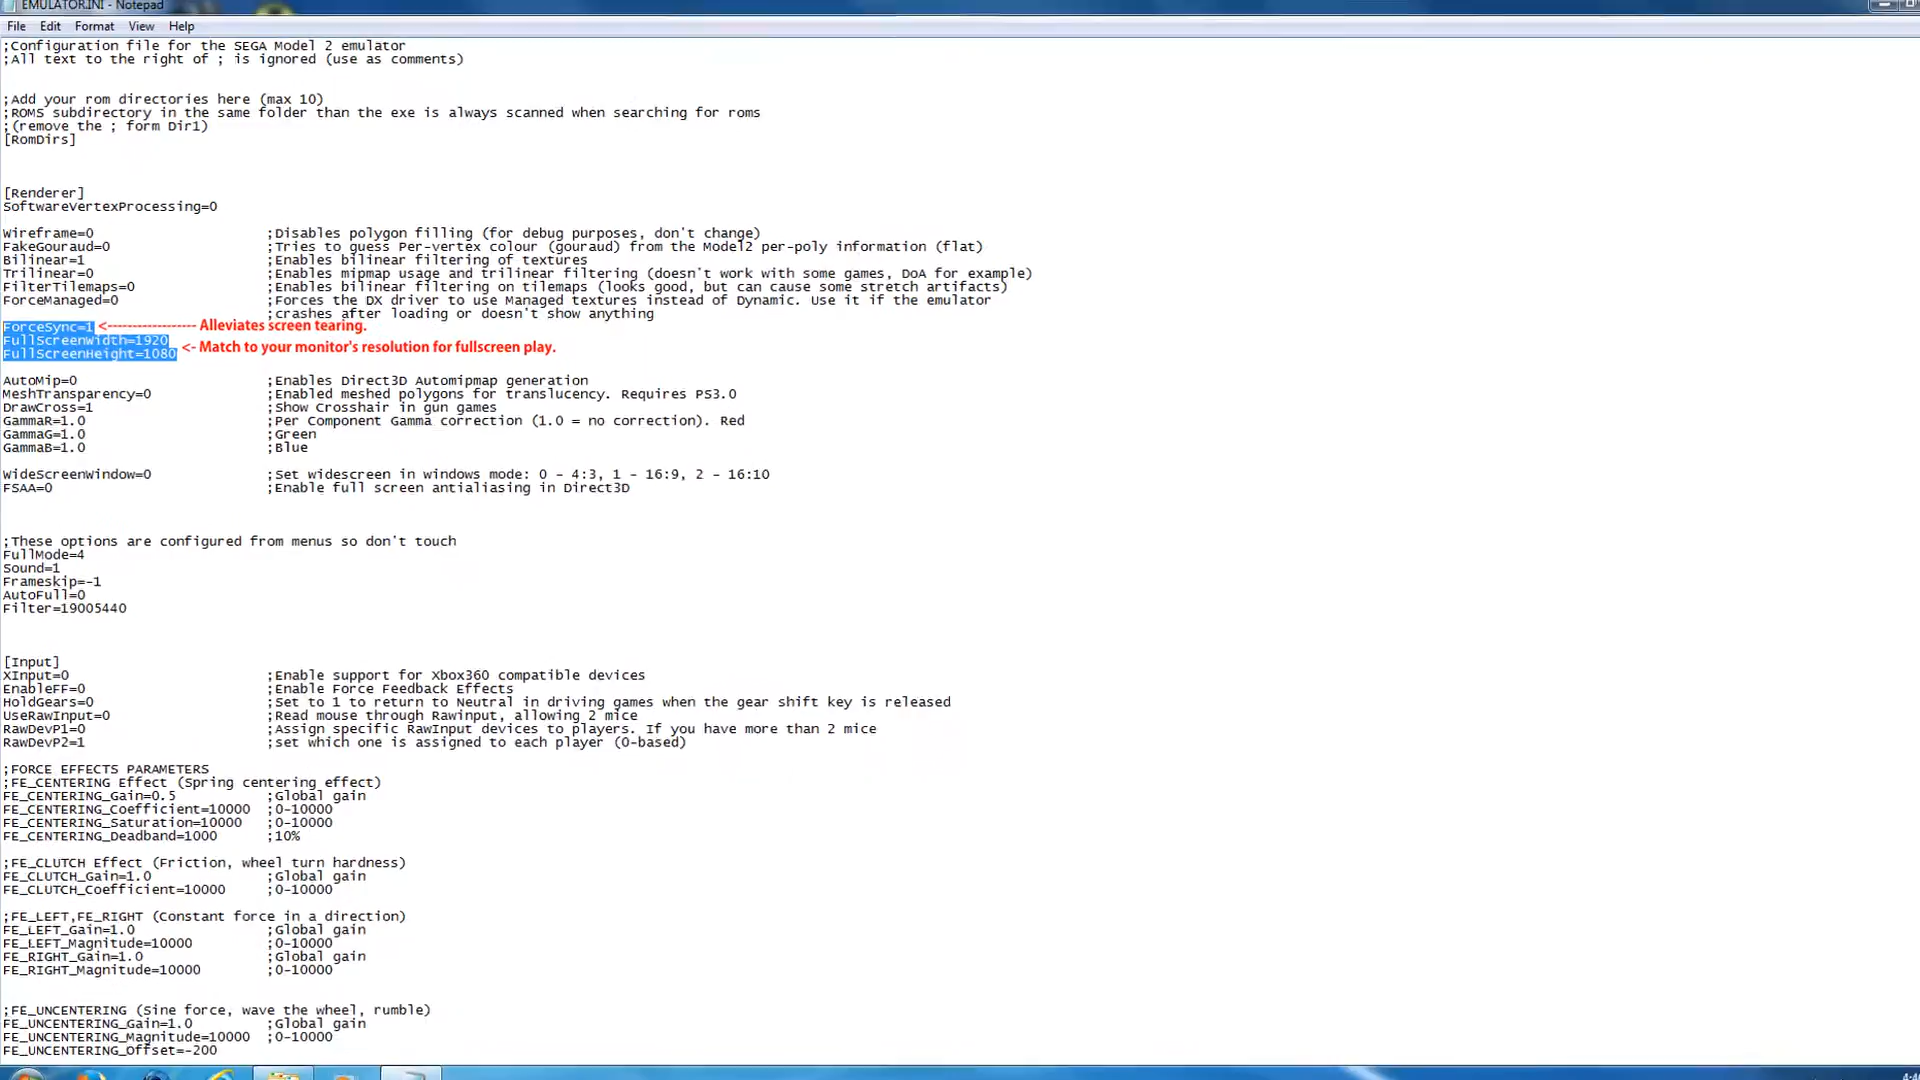 EMULATOR.INI - Notepad
File Edit Format View Help
;Configuration file for the SEGA Model 2 emulator
;All text to the right of ; is ignored (use as comments)
;Add your rom directories here (max 10)
;ROMS subdirectory in the same folder than the exe is always scanned when searching for roms
;(remove the ; form Dir1)
[RomDirs]
[Renderer]
SoftwareVertexProcessing=0
Wireframe=0 ;Disables polygon filling (for debug purposes, don't change)
FakeGouraud=0 ;Tries to guess Per-vertex colour (gouraud) from the Model2 per-poly information (flat)
Bilinear=1 ;Enables bilinear filtering of textures
Trilinear=0 ;Enables mipmap usage and trilinear filtering (doesn't work with some games, DoA for example)
FilterTilemaps=0 ;Enables bilinear filtering on tilemaps (looks good, but can cause some stretch artifacts)
ForceManaged=0 ;Forces the DX driver to use Managed textures instead of Dynamic. Use it if the emulator
;crashes after loading or doesn't show anything
ForceSync=1 <------------------ Alleviates screen tearing.
FullScreenWidth=1920
FullScreenHeight=1080 <- Match to your monitor's resolution for fullscreen play.
AutoMip=0 ;Enables Direct3D Automipmap generation
MeshTransparency=0 ;Enabled meshed polygons for translucency. Requires PS3.0
DrawCross=1 ;Show Crosshair in gun games
GammaR=1.0 ;Per Component Gamma correction (1.0 = no correction). Red
GammaG=1.0 ;Green
GammaB=1.0 ;Blue
WideScreenWindow=0 ;Set widescreen in windows mode: 0 - 4:3, 1 - 16:9, 2 - 16:10
FSAA=0 ;Enable full screen antialiasing in Direct3D
;These options are configured from menus so don't touch
FullMode=4
Sound=1
Frameskip=-1
AutoFull=0
Filter=19005440
[Input]
XInput=0 ;Enable support for Xbox360 compatible devices
EnableFF=0 ;Enable Force Feedback Effects
HoldGears=0 ;Set to 1 to return to Neutral in driving games when the gear shift key is released
UseRawInput=0 ;Read mouse through Rawinput, allowing 2 mice
RawDevP1=0 ;Assign specific RawInput devices to players. If you have more than 2 mice
RawDevP2=1 ;set which one is assigned to each player (0-based)
;FORCE EFFECTS PARAMETERS
;FE_CENTERING Effect (Spring centering effect)
FE_CENTERING_Gain=0.5 ;Global gain
FE_CENTERING_Coefficient=10000 ;0-10000
FE_CENTERING_Saturation=10000 ;0-10000
FE_CENTERING_Deadband=1000 ;10%
;FE_CLUTCH Effect (Friction, wheel turn hardness)
FE_CLUTCH_Gain=1.0 ;Global gain
FE_CLUTCH_Coefficient=10000 ;0-10000
;FE_LEFT,FE_RIGHT (Constant force in a direction)
FE_LEFT_Gain=1.0 ;Global gain
FE_LEFT_Magnitude=10000 ;0-10000
FE_RIGHT_Gain=1.0 ;Global gain
FE_RIGHT_Magnitude=10000 ;0-10000
;FE_UNCENTERING (Sine force, wave the wheel, rumble)
FE_UNCENTERING_Gain=1.0 ;Global gain
FE_UNCENTERING_Magnitude=10000 ;0-10000
FE_UNCENTERING_Offset=-200